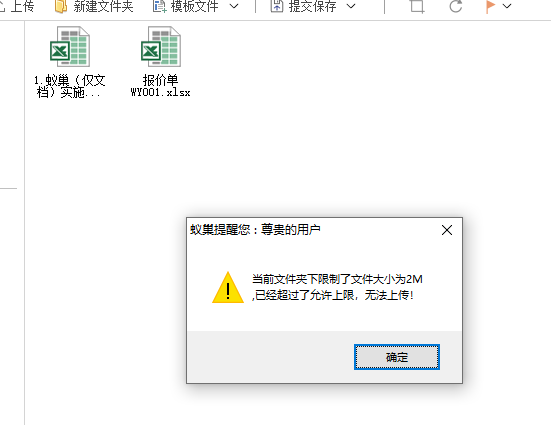 上传 新建文件夹 模板文件 提交保存
1.蚁巢（仅文
档）实施...
报价单
WY001.xlsx
蚁巢提醒您：尊贵的用户
当前文件夹下限制了文件大小为2M
,已经超过了允许上限，无法上传！
确定